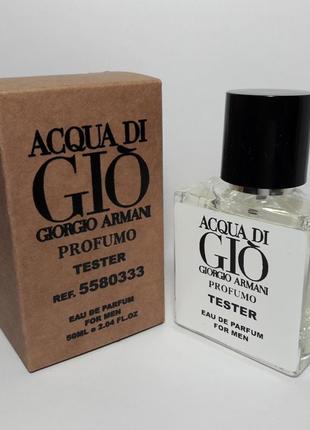 ACQUA DI
GIÒ
GIORGIO ARMANI
PROFUMO
TESTER
REF. 5580333
EAU DE PARFUM
FOR MEN
50ML e 2.04 FL.OZ
ACQUA DI
GIÒ
GIORGIO ARMANI
PROFUMO
TESTER
EAU DE PARFUM
FOR MEN